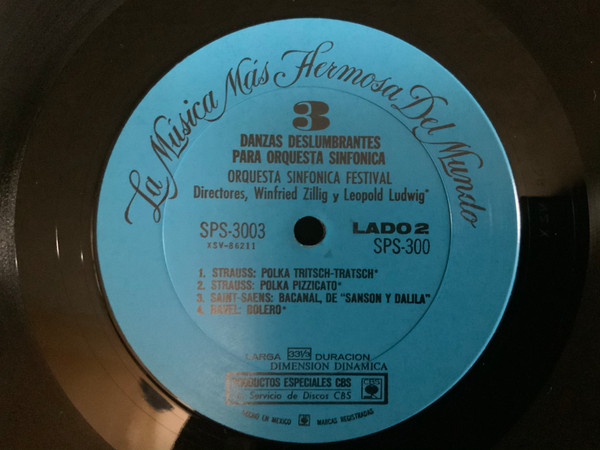 La Música Más Hermosa Del Mundo
3
DANZAS DESLUMBRANTES
PARA ORQUESTA SINFONICA
ORQUESTA SINFONICA FESTIVAL
Directores, Winfried Zillig y Leopold Ludwig*
SPS-3003 LADO 2
XSV-86211 SPS-300
1. STRAUSS: POLKA TRITSCH-TRATSCH*
2. STRAUSS: POLKA PIZZICATO*
3. SAINT-SAENS: BACANAL, DE "SANSON Y DALILA"
4. RAVEL: BOLERO*
LARGA 33⅓ DURACION
DIMENSION DINAMICA
PRODUCTOS ESPECIALES CBS
Servicio de Discos CBS
CBS
HECHO EN MEXICO MARCAS REGISTRADAS